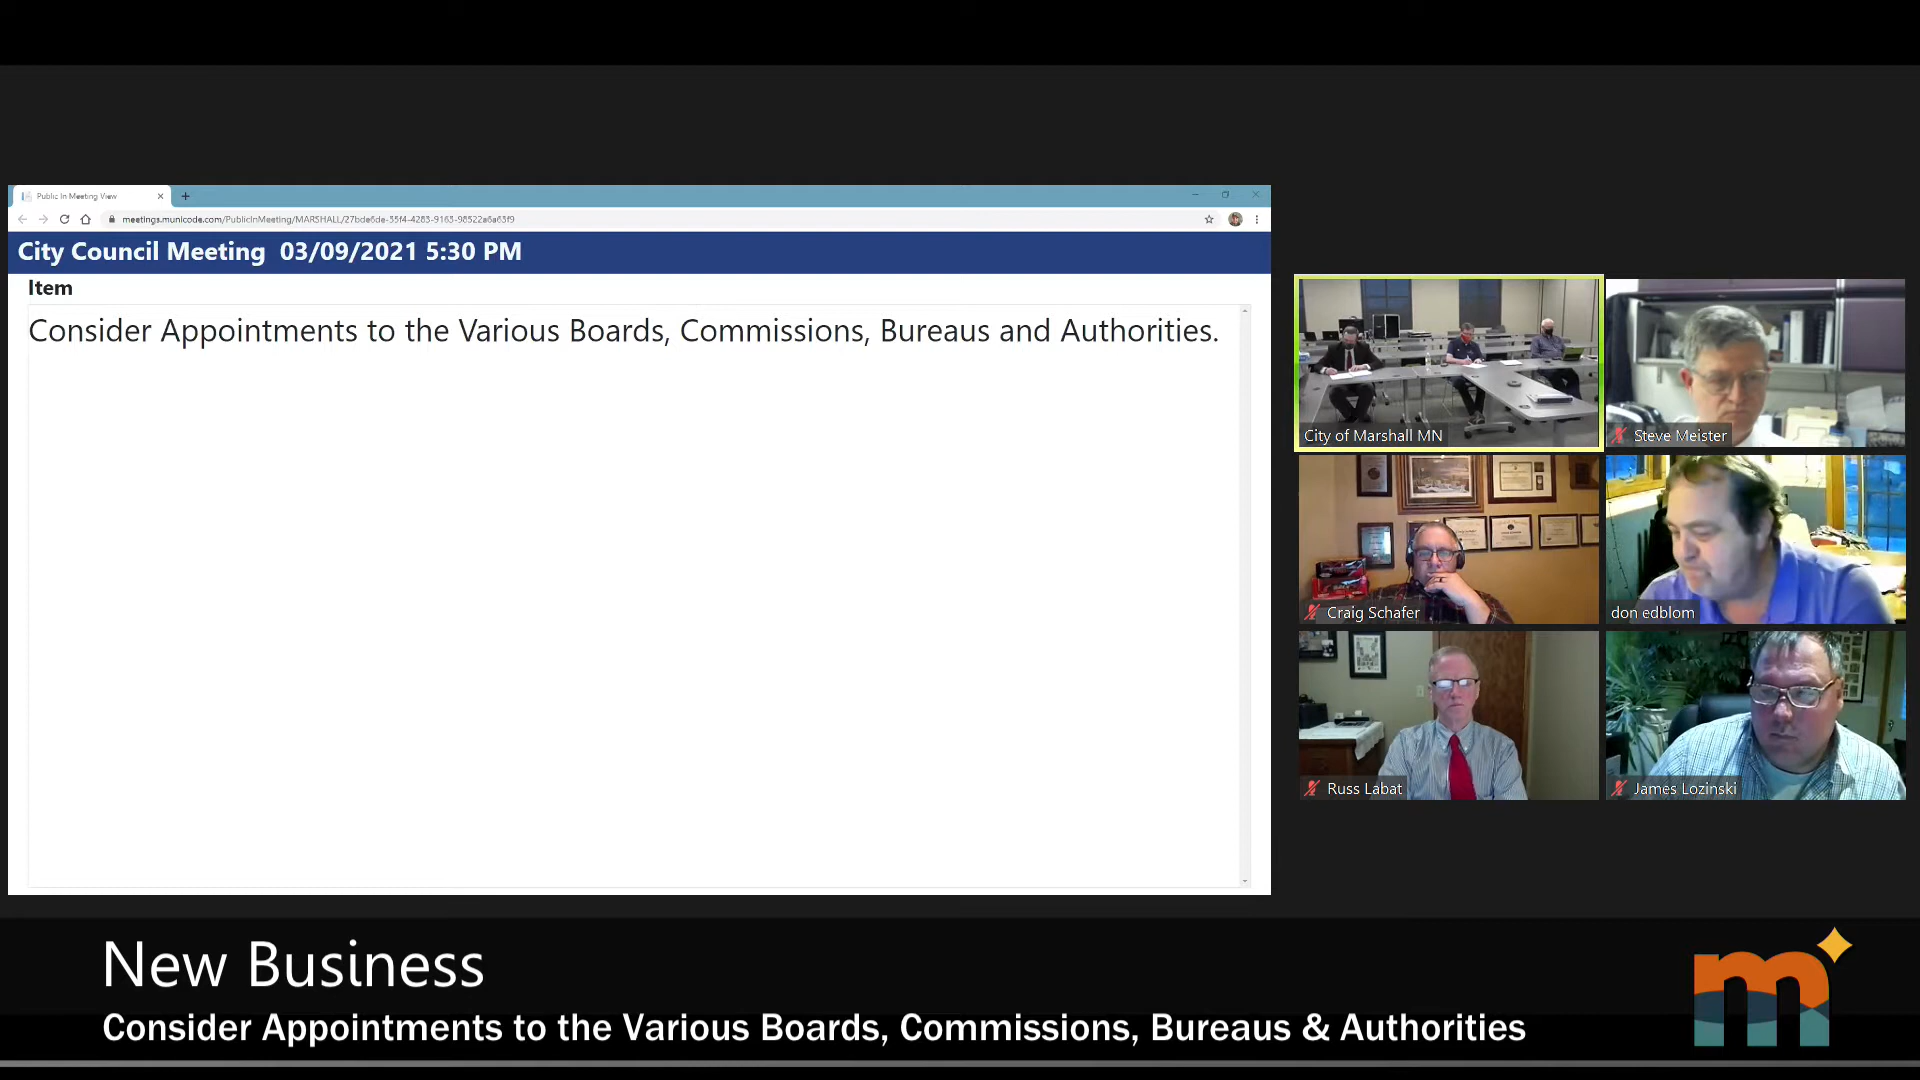 Public In Meeting View
meetings.municode.com/PublicInMeeting/MARSHALL/27bde6de-35f4-4283-9163-98522a6a63f9
City Council Meeting 03/09/2021 5:30 PM
Item
Consider Appointments to the Various Boards, Commissions, Bureaus and Authorities.
City of Marshall MN
Steve Meister
Craig Schafer
don edblom
Russ Labat
James Lozinski
New Business
Consider Appointments to the Various Boards, Commissions, Bureaus & Authorities
m